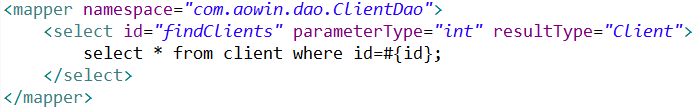 <mapper namespace="com.aowin.dao.ClientDao">
    <select id="findClients" parameterType="int" resultType="Client">
        select * from client where id=#{id};
    </select>
</mapper>